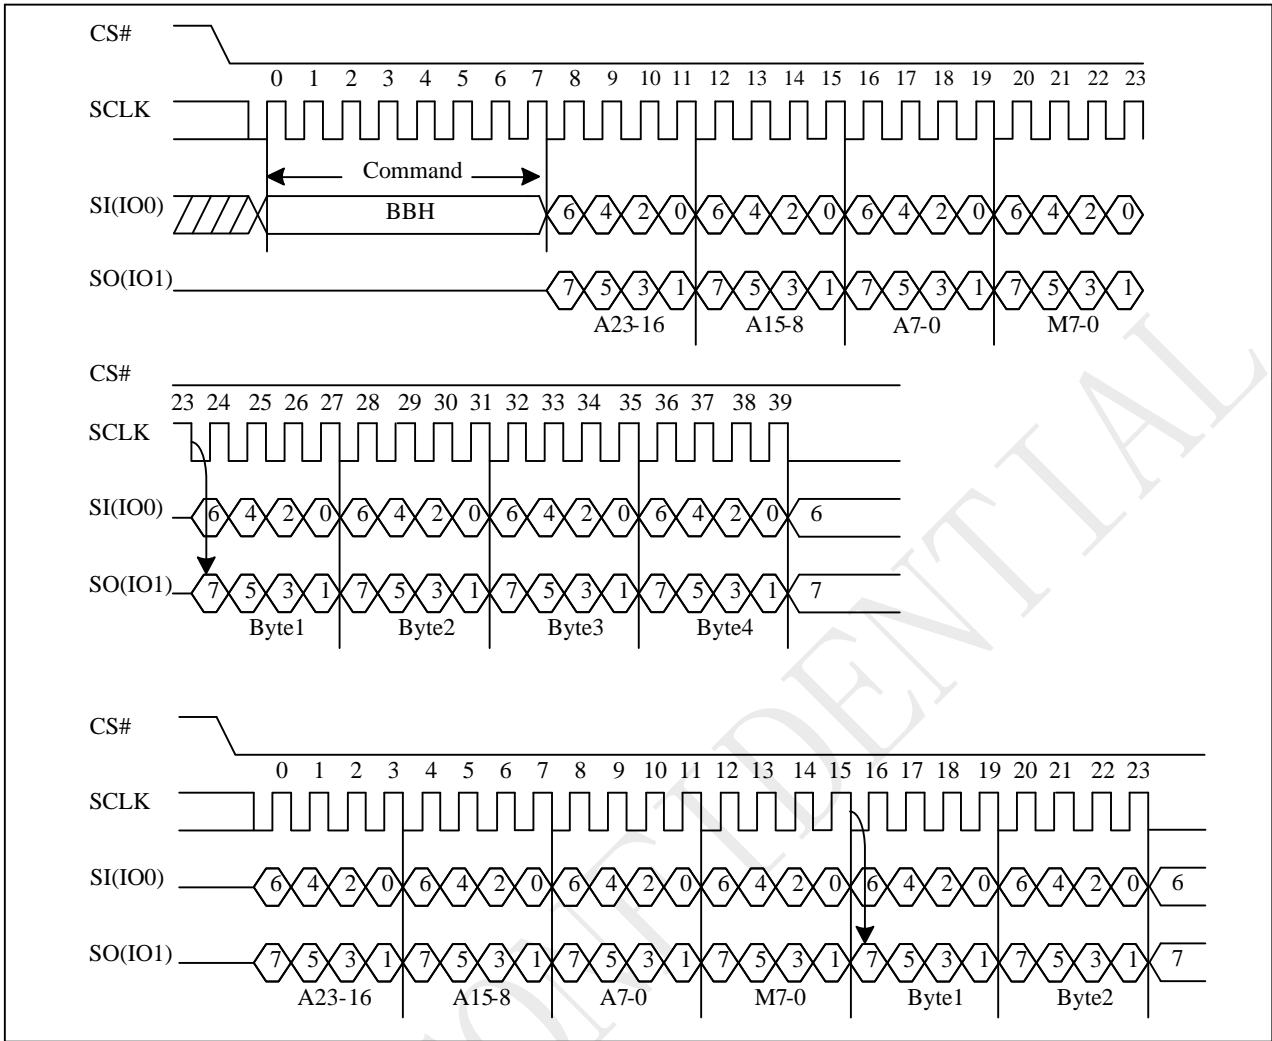 CS#
0 1 2 3 4 5 6 7 8 9 10 11 12 13 14 15 16 17 18 19 20 21 22 23
SCLK
Command
SI(IO0) BBH 6 4 2 0 6 4 2 0 6 4 2 0 6 4 2 0
SO(IO1) 7 5 3 1 7 5 3 1 7 5 3 1 7 5 3 1
A23-16 A15-8 A7-0 M7-0
CS#
23 24 25 26 27 28 29 30 31 32 33 34 35 36 37 38 39
SCLK
SI(IO0) 6 4 2 0 6 4 2 0 6 4 2 0 6 4 2 0 6
SO(IO1) 7 5 3 1 7 5 3 1 7 5 3 1 7 5 3 1 7
Byte1 Byte2 Byte3 Byte4
CS#
0 1 2 3 4 5 6 7 8 9 10 11 12 13 14 15 16 17 18 19 20 21 22 23
SCLK
SI(IO0) 6 4 2 0 6 4 2 0 6 4 2 0 6 4 2 0 6 4 2 0 6 4 2 0 6
SO(IO1) 7 5 3 1 7 5 3 1 7 5 3 1 7 5 3 1 7 5 3 1 7 5 3 1 7
A23-16 A15-8 A7-0 M7-0 Byte1 Byte2
ONFIDENTIAL